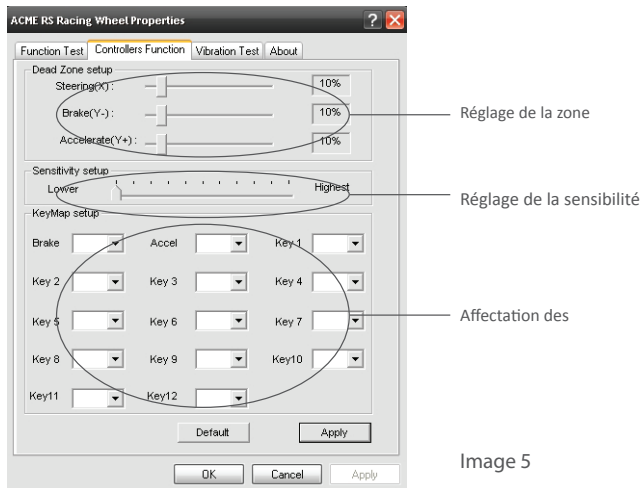 ACME RS Racing Wheel Properties
Function Test Controllers Function Vibration Test About
Dead Zone setup
Steering(X) : 10%
Brake(Y-) : 10%
Accelerate(Y+) : 10%
Réglage de la zone
Sensitivity setup
Lower Highest
Réglage de la sensibilité
KeyMap setup
Brake Accel Key 1
Key 2 Key 3 Key 4
Key 5 Key 6 Key 7
Affectation des
Key 8 Key 9 Key10
Key11 Key12
Default Apply
OK Cancel Apply
Image 5